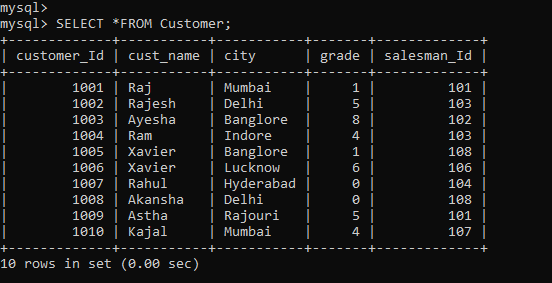 mysql>
mysql> SELECT *FROM Customer;
+-------------+-----------+-----------+-------+-------------+
| customer_Id | cust_name | city      | grade | salesman_Id |
+-------------+-----------+-----------+-------+-------------+
|        1001 | Raj       | Mumbai    |     1 |         101 |
|        1002 | Rajesh    | Delhi     |     5 |         103 |
|        1003 | Ayesha    | Banglore  |     8 |         102 |
|        1004 | Ram       | Indore    |     4 |         103 |
|        1005 | Xavier    | Banglore  |     1 |         108 |
|        1006 | Xavier    | Lucknow   |     6 |         106 |
|        1007 | Rahul     | Hyderabad |     0 |         104 |
|        1008 | Akansha   | Delhi     |     0 |         108 |
|        1009 | Astha     | Rajouri   |     5 |         101 |
|        1010 | Kajal     | Mumbai    |     4 |         107 |
+-------------+-----------+-----------+-------+-------------+
10 rows in set (0.00 sec)